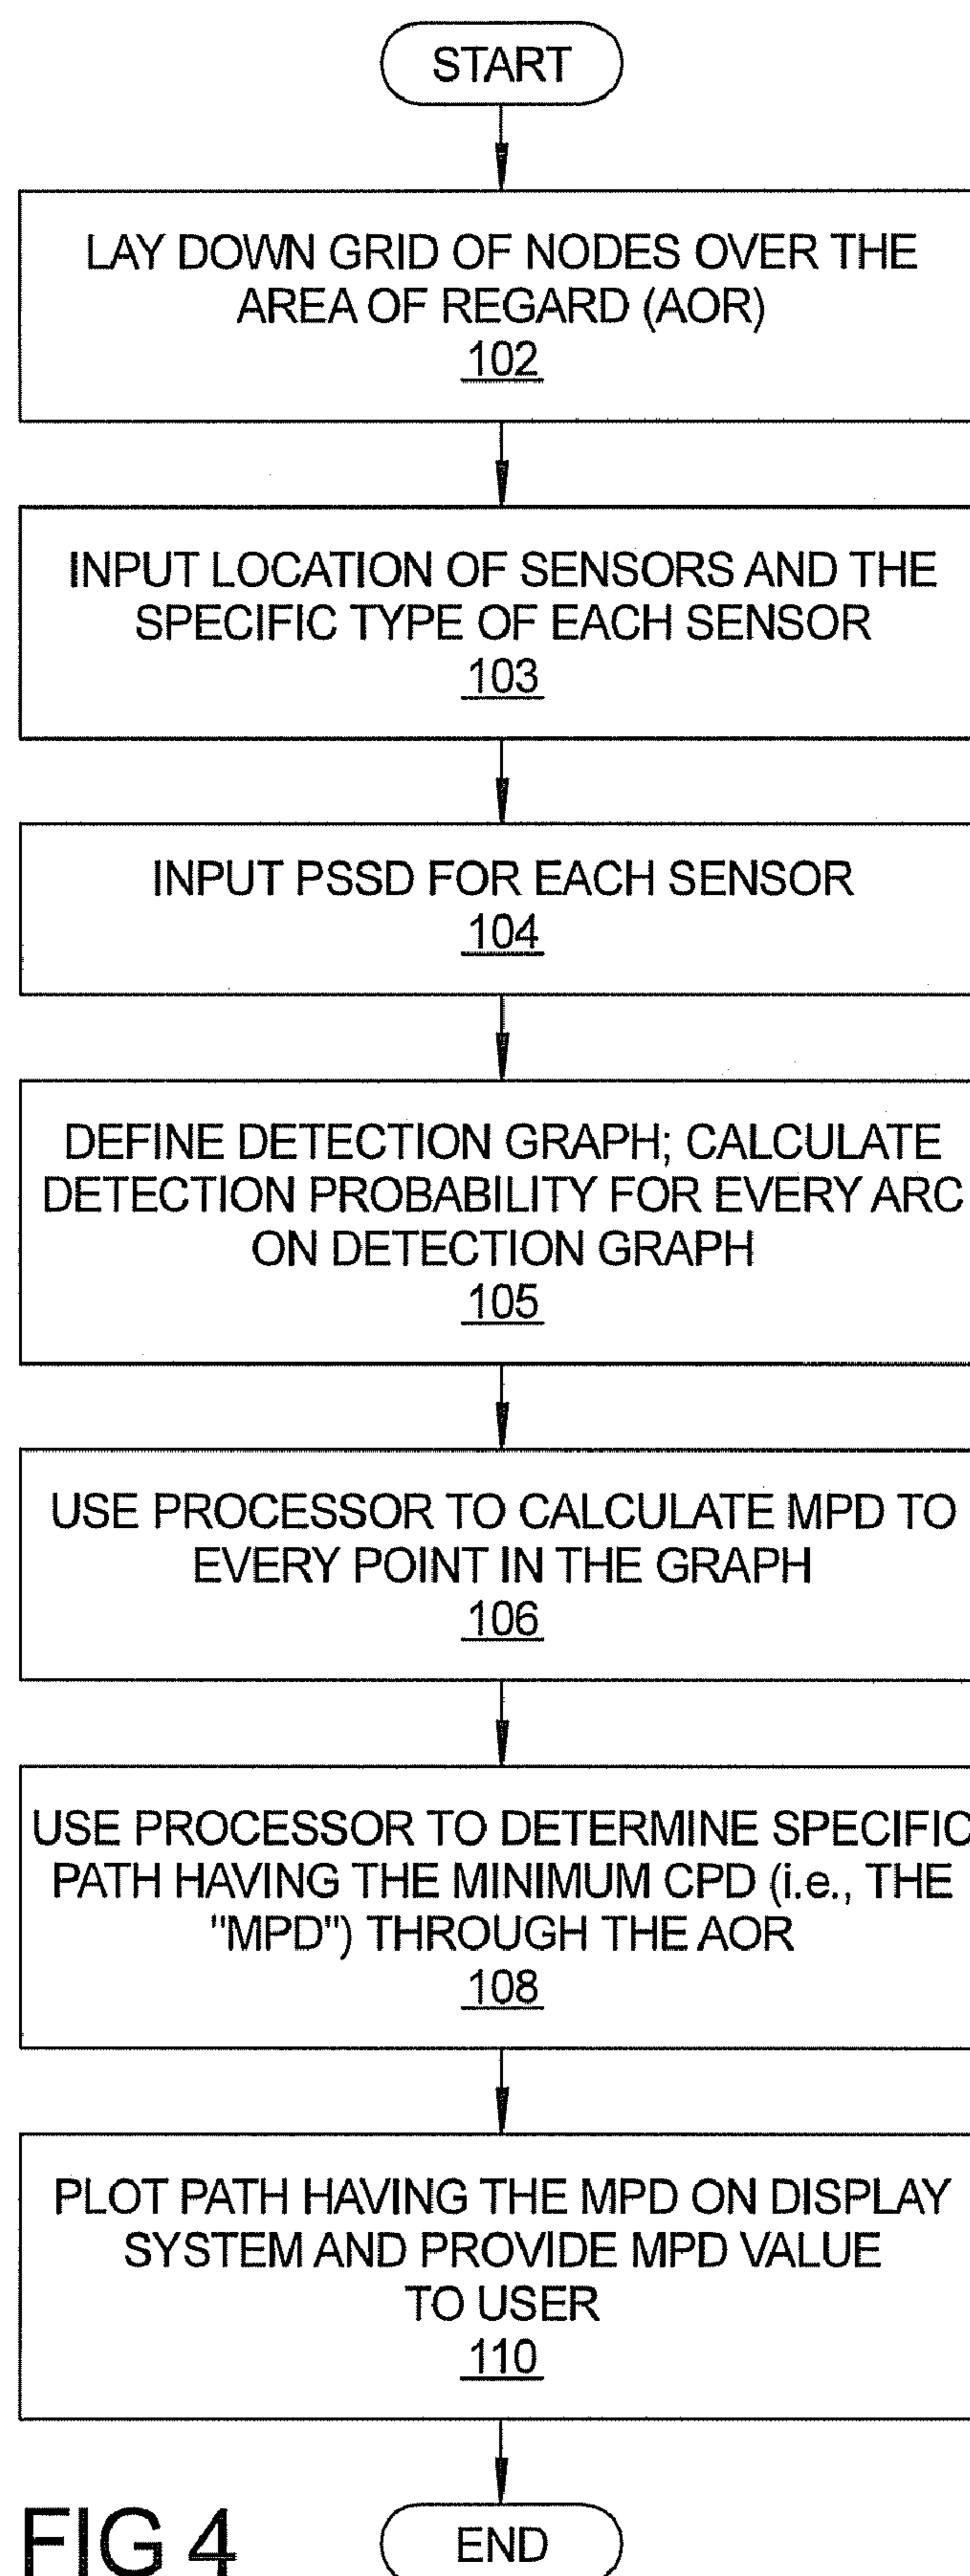 START
LAY DOWN GRID OF NODES OVER THE
AREA OF REGARD (AOR)
102
INPUT LOCATION OF SENSORS AND THE
SPECIFIC TYPE OF EACH SENSOR
103
INPUT PSSD FOR EACH SENSOR
104
DEFINE DETECTION GRAPH; CALCULATE
DETECTION PROBABILITY FOR EVERY ARC
ON DETECTION GRAPH
105
USE PROCESSOR TO CALCULATE MPD TO
EVERY POINT IN THE GRAPH
106
USE PROCESSOR TO DETERMINE SPECIFIC
PATH HAVING THE MINIMUM CPD (i.e., THE
"MPD") THROUGH THE AOR
108
PLOT PATH HAVING THE MPD ON DISPLAY
SYSTEM AND PROVIDE MPD VALUE
TO USER
110
END
FIG 4